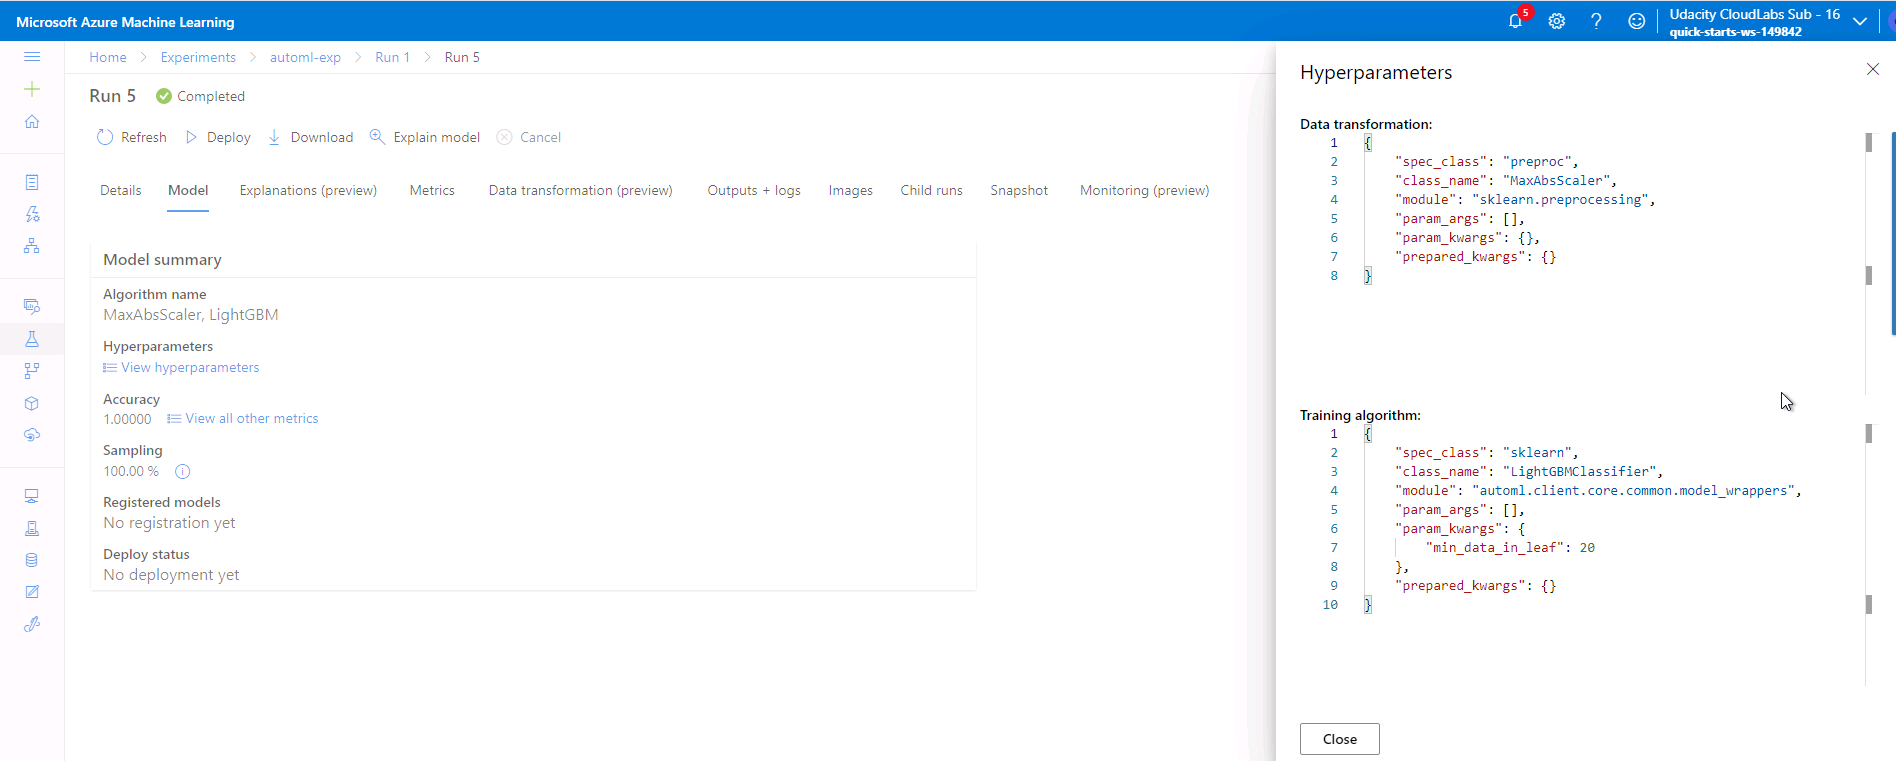 Microsoft Azure Machine Learning
5
Udacity CloudLabs Sub - 16
quick-starts-ws-149842
Home > Experiments > automl-exp > Run 1 > Run 5
Run 5 Completed
Refresh Deploy Download Explain model Cancel
Details Model Explanations (preview) Metrics Data transformation (preview) Outputs + logs Images Child runs Snapshot Monitoring (preview)
Model summary
Algorithm name
MaxAbsScaler, LightGBM
Hyperparameters
View hyperparameters
Accuracy
1.00000 View all other metrics
Sampling
100.00 %
Registered models
No registration yet
Deploy status
No deployment yet
Hyperparameters
Data transformation:
1 {
2 "spec_class": "preproc",
3 "class_name": "MaxAbsScaler",
4 "module": "sklearn.preprocessing",
5 "param_args": [],
6 "param_kwargs": {},
7 "prepared_kwargs": {}
8 }
Training algorithm:
1 {
2 "spec_class": "sklearn",
3 "class_name": "LightGBMClassifier",
4 "module": "automl.client.core.common.model_wrappers",
5 "param_args": [],
6 "param_kwargs": {
7 "min_data_in_leaf": 20
8 },
9 "prepared_kwargs": {}
10 }
Close